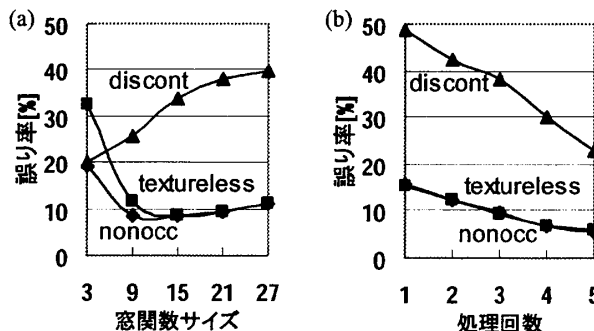 (a)
誤り率[%]
50
40
30
20
10
0
discont
textureless
nonocc
3 9 15 21 27
窓関数サイズ
(b)
誤り率[%]
50
40
30
20
10
0
discont
textureless
nonocc
1 2 3 4 5
処理回数